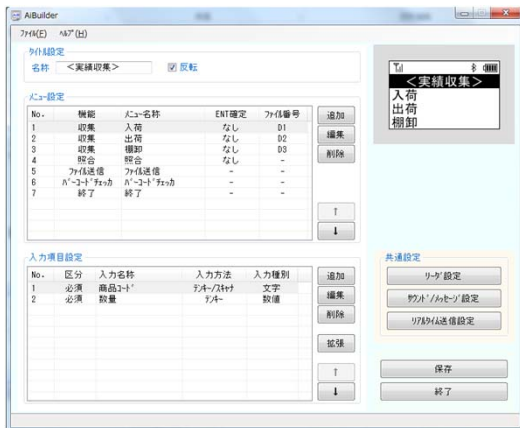 AiBuilder
ﾌｧｲﾙ(F) ﾍﾙﾌﾟ(H)
ﾀｲﾄﾙ設定
名称 ＜実績収集＞ 反転
ﾒﾆｭｰ設定
No. 機能 ﾒﾆｭｰ名称 ENT確定 ﾌｧｲﾙ番号
1 収集 入荷 なし D1
2 収集 出荷 なし D2
3 収集 棚卸 なし D3
4 照合 照合 なし -
5 ﾌｧｲﾙ送信 ﾌｧｲﾙ送信 - -
6 ﾊﾞｰｺｰﾄﾞﾁｪｯｶ ﾊﾞｰｺｰﾄﾞﾁｪｯｶ - -
7 終了 終了 - -
追加
編集
削除
↑
↓
＜実績収集＞
入荷
出荷
棚卸
入力項目設定
No. 区分 入力名称 入力方法 入力種別
1 必須 商品ｺｰﾄﾞ ﾃﾝｷｰ/ｽｷｬﾅ 文字
2 必須 数量 ﾃﾝｷｰ 数値
追加
編集
削除
拡張
↑
↓
共通設定
ﾘｰﾀﾞ設定
ｻｳﾝﾄﾞ/ﾒｯｾｰｼﾞ設定
ﾘｱﾙﾀｲﾑ送信設定
保存
終了